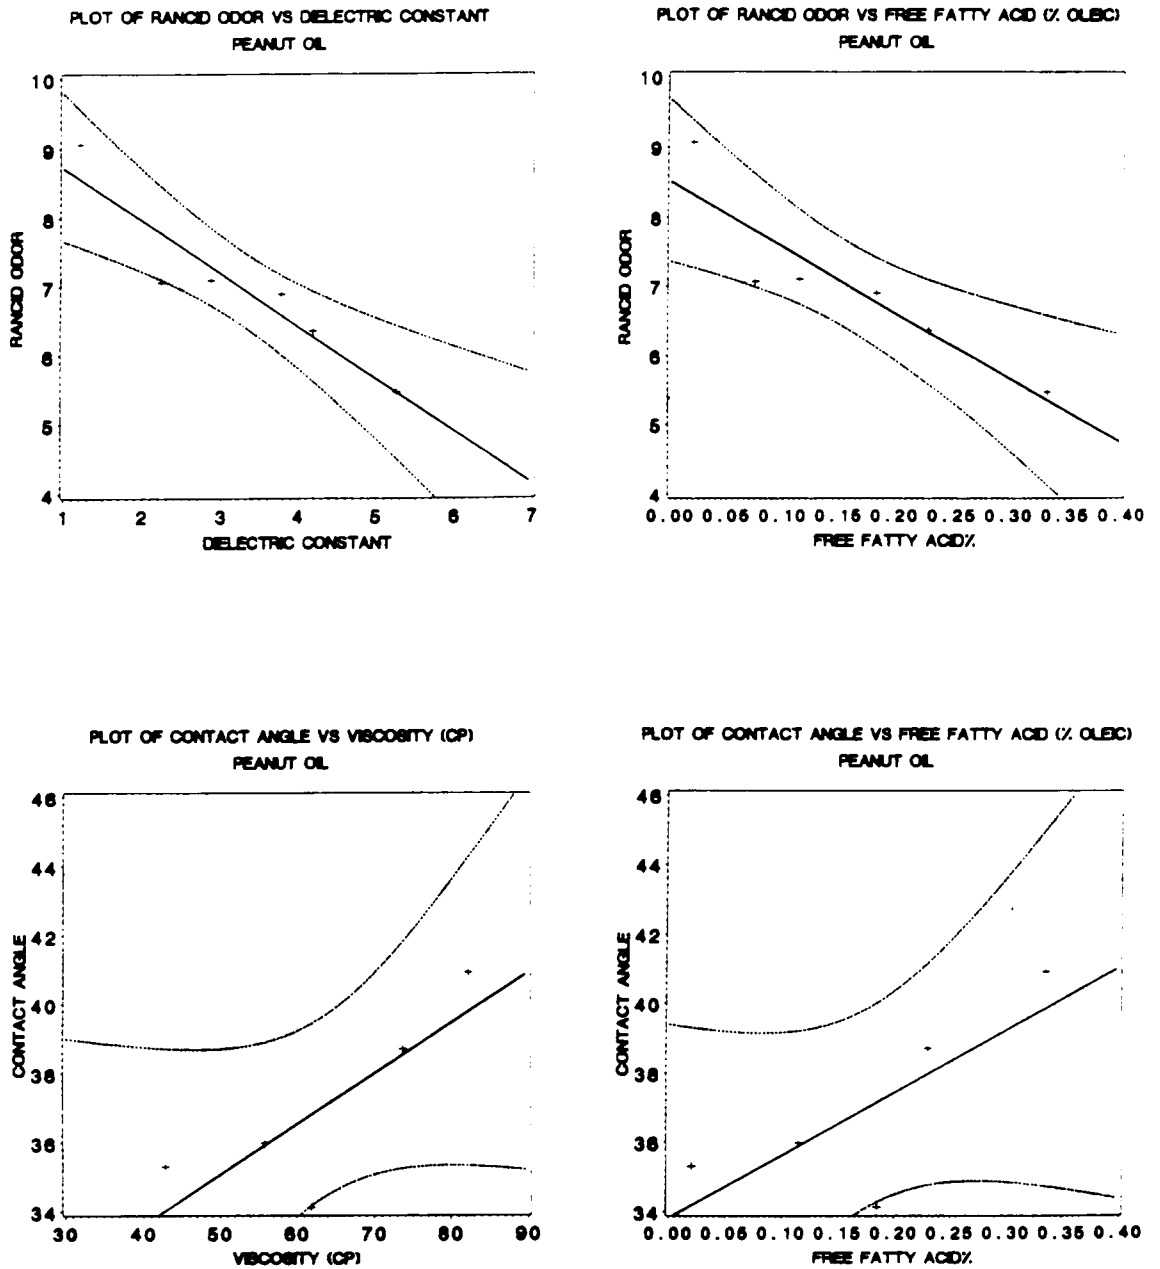 PLOT OF RANCID ODOR VS DIELECTRIC CONSTANT
PEANUT OIL
10
9
8
7
6
5
4
RANCID ODOR
1 2 3 4 5 6 7
DIELECTRIC CONSTANT
PLOT OF RANCID ODOR VS FREE FATTY ACID (% OLEIC)
PEANUT OIL
10
9
8
7
6
5
4
RANCID ODOR
0.00 0.05 0.10 0.15 0.20 0.25 0.30 0.35 0.40
FREE FATTY ACID%
PLOT OF CONTACT ANGLE VS VISCOSITY (CP)
PEANUT OIL
46
44
42
40
38
36
34
CONTACT ANGLE
30 40 50 60 70 80 90
VISCOSITY (CP)
PLOT OF CONTACT ANGLE VS FREE FATTY ACID (% OLEIC)
PEANUT OIL
46
44
42
40
38
36
34
CONTACT ANGLE
0.00 0.05 0.10 0.15 0.20 0.25 0.30 0.35 0.40
FREE FATTY ACID%